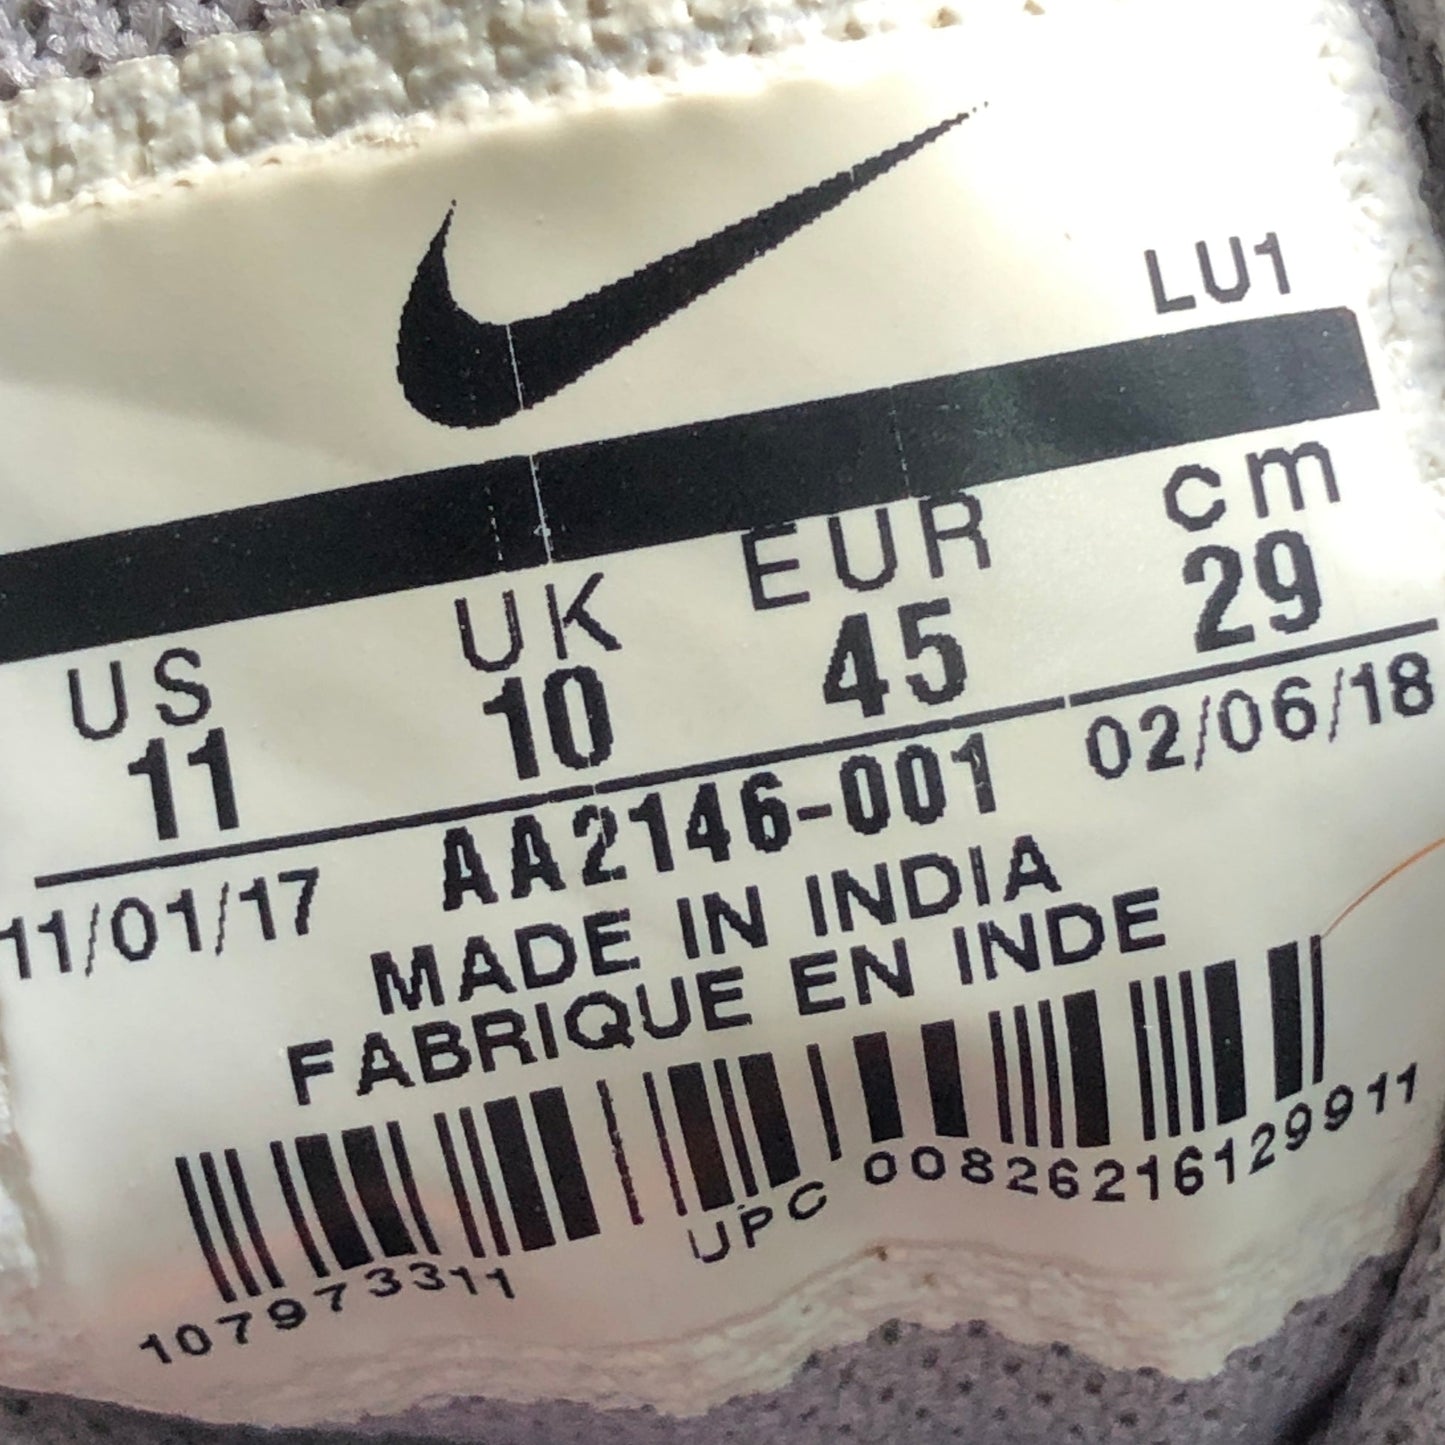 LU1
US UK EUR cm
11 10 45 29
11/01/17 AA2146-001 02/06/18
MADE IN INDIA
FABRIQUE EN INDE
107973311 UPC 00826216129911